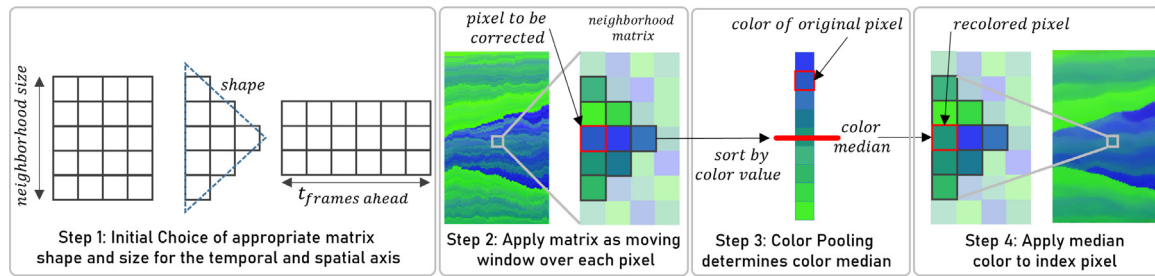 neighborhood size
shape
t frames ahead
Step 1: Initial Choice of appropriate matrix
shape and size for the temporal and spatial axis
pixel to be
corrected
neighborhood
matrix
Step 2: Apply matrix as moving
window over each pixel
color of original pixel
sort by
color value
color
median
Step 3: Color Pooling
determines color median
recolored pixel
Step 4: Apply median
color to index pixel